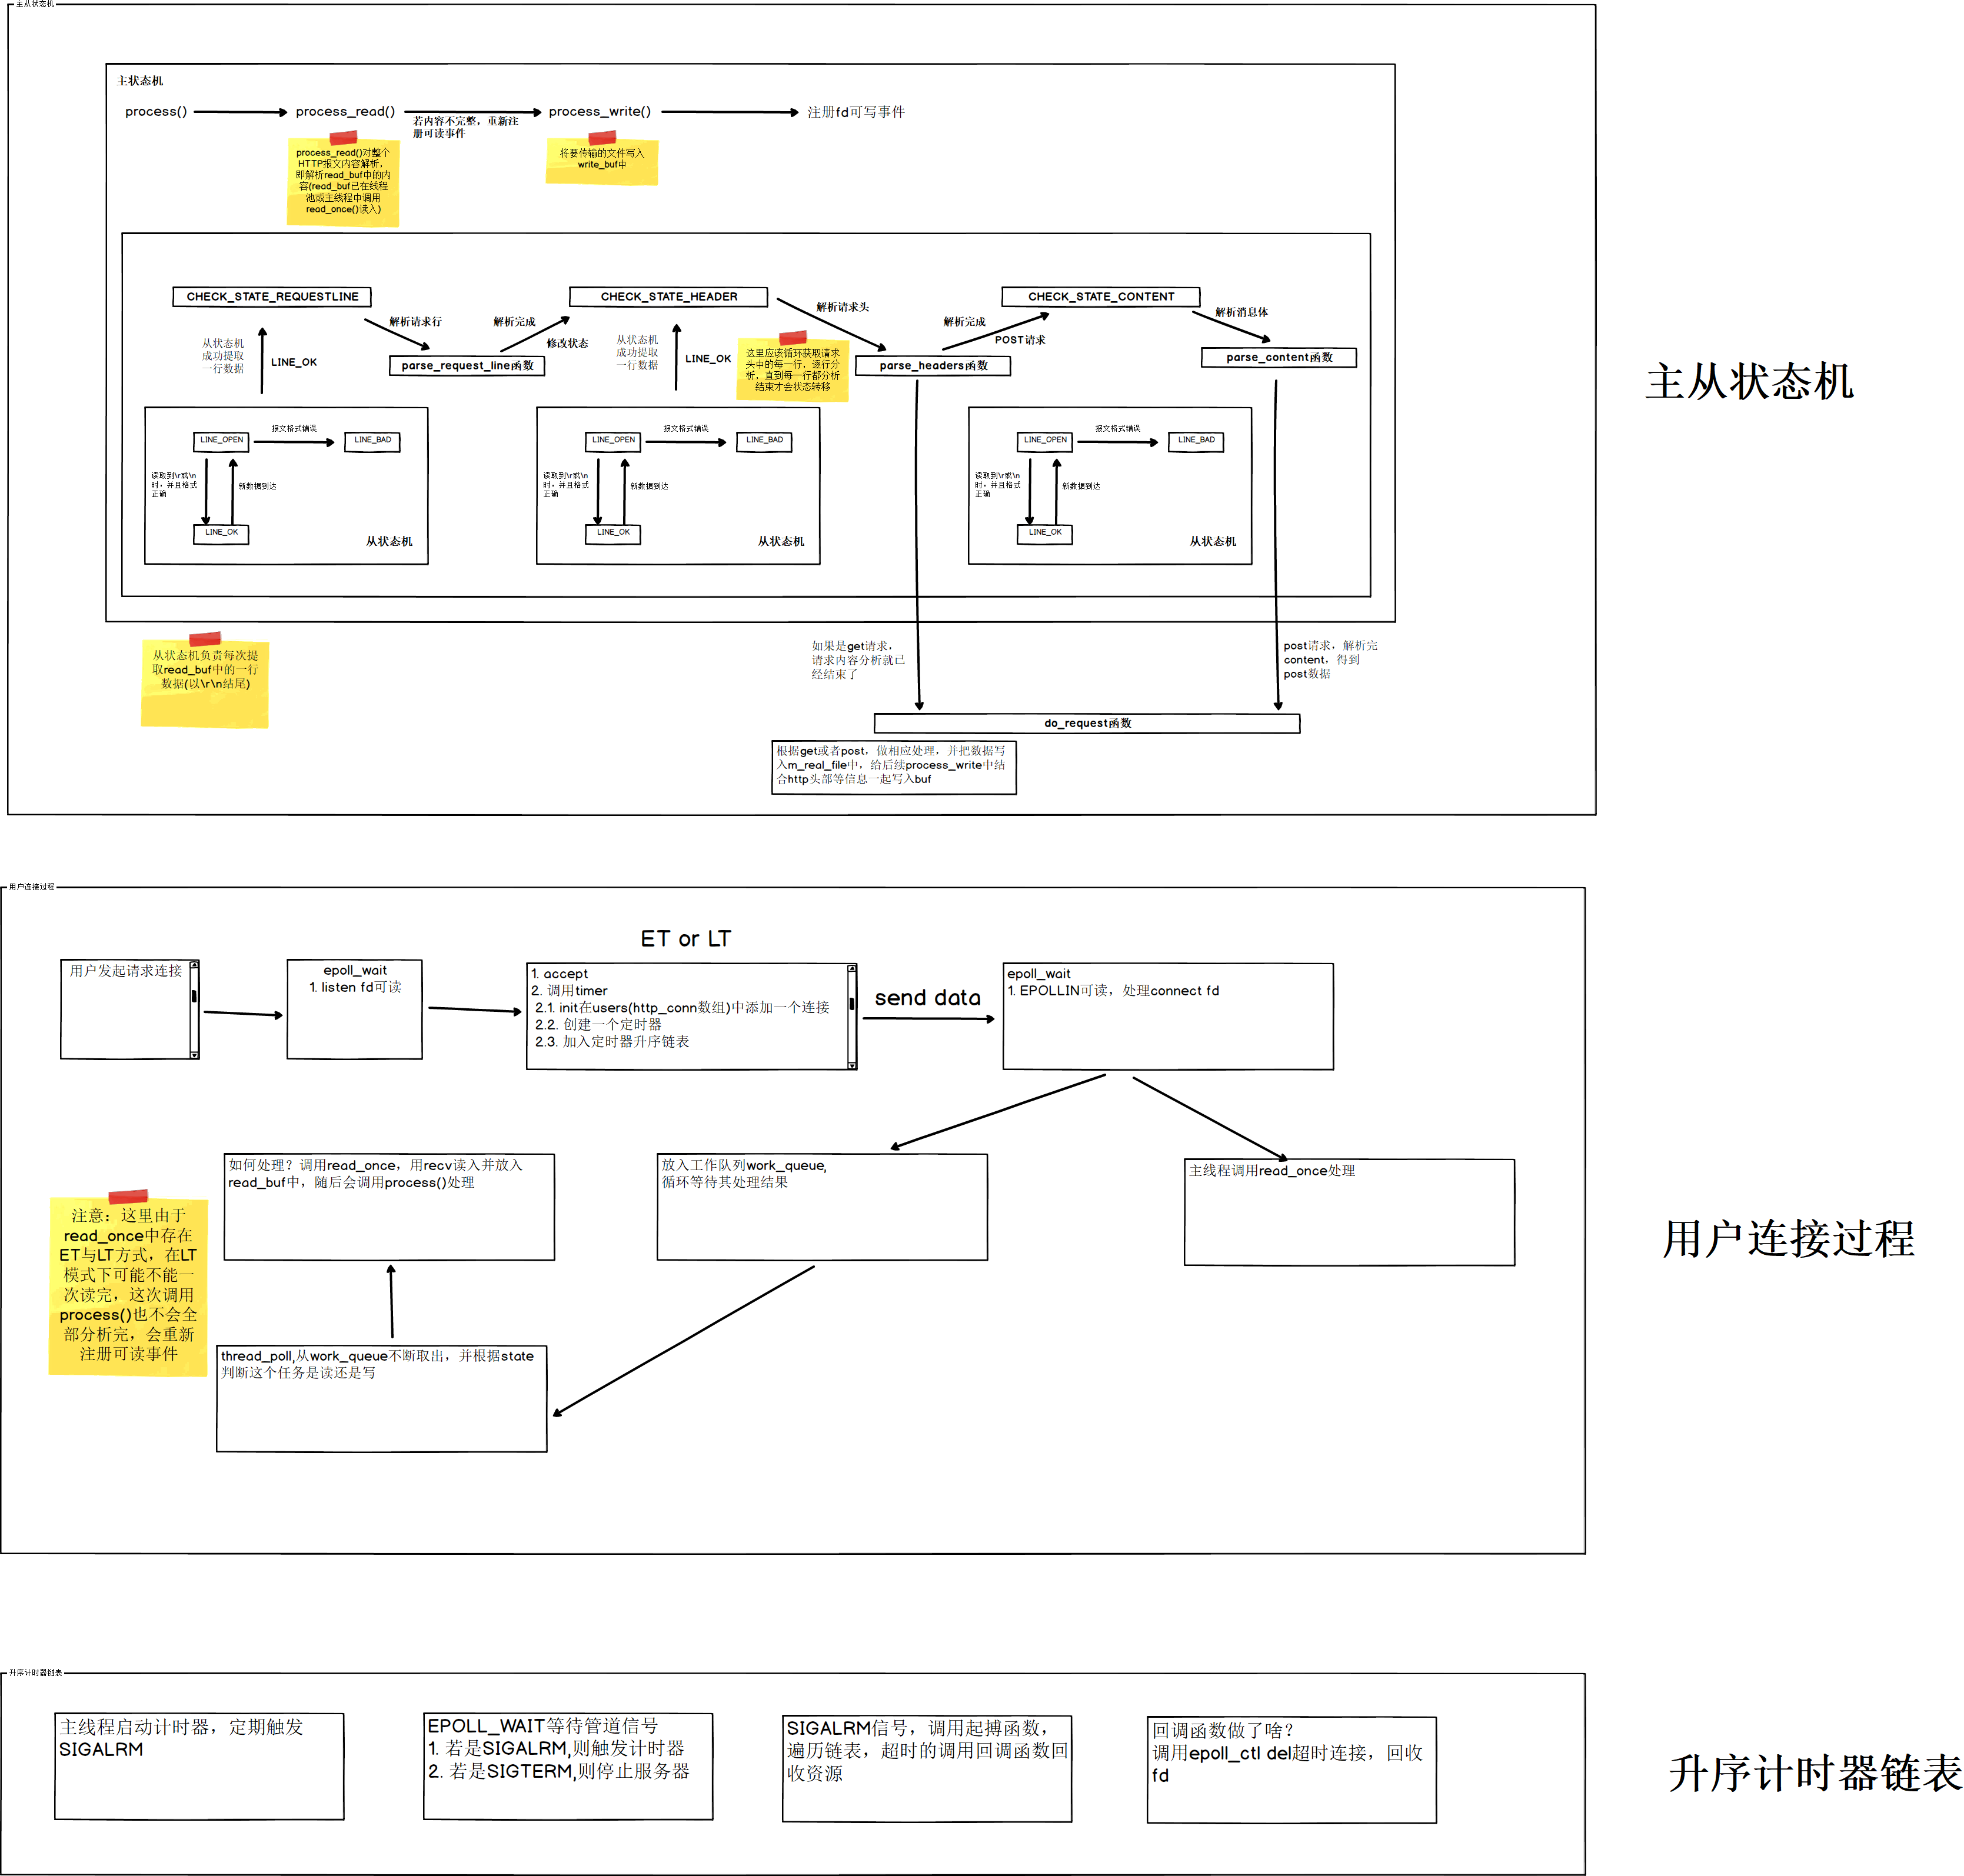 主从状态机
主状态机
process()
process_read()
若内容不完整，重新注
册可读事件
process_write()
注册fd可写事件
process_read()对整个
HTTP报文内容解析，
即解析read_buf中的内
容(read_buf已在线程
池或主线程中调用
read_once()读入)
将要传输的文件写入
write_buf中
CHECK_STATE_REQUESTLINE
解析请求行
parse_request_line函数
解析完成
修改状态
CHECK_STATE_HEADER
解析请求头
parse_headers函数
解析完成
POST请求
CHECK_STATE_CONTENT
解析消息体
parse_content函数
从状态机
成功提取
一行数据
LINE_OK
从状态机
成功提取
一行数据
LINE_OK
这里应该循环获取请求
头中的每一行，逐行分
析，直到每一行都分析
结束才会状态转移
LINE_OPEN
报文格式错误
LINE_BAD
读取到\r或\n
时，并且格式
正确
新数据到达
LINE_OK
从状态机
LINE_OPEN
报文格式错误
LINE_BAD
读取到\r或\n
时，并且格式
正确
新数据到达
LINE_OK
从状态机
LINE_OPEN
报文格式错误
LINE_BAD
读取到\r或\n
时，并且格式
正确
新数据到达
LINE_OK
从状态机
主从状态机
从状态机负责每次提
取read_buf中的一行
数据(以\r\n结尾)
如果是get请求，
请求内容分析就已
经结束了
post请求，解析完
content，得到
post数据
do_request函数
根据get或者post，做相应处理，并把数据写
入m_real_file中，给后续process_write中结
合http头部等信息一起写入buf
用户连接过程
ET or LT
用户发起请求连接
epoll_wait
1. listen fd可读
1. accept
2. 调用timer
2.1. init在users(http_conn数组)中添加一个连接
2.2. 创建一个定时器
2.3. 加入定时器升序链表
send data
epoll_wait
1. EPOLLIN可读，处理connect fd
如何处理？调用read_once，用recv读入并放入
read_buf中，随后会调用process()处理
放入工作队列work_queue,
循环等待其处理结果
主线程调用read_once处理
注意：这里由于
read_once中存在
ET与LT方式，在LT
模式下可能不能一
次读完，这次调用
process()也不会全
部分析完，会重新
注册可读事件
thread_poll,从work_queue不断取出，并根据state
判断这个任务是读还是写
用户连接过程
升序计时器链表
主线程启动计时器，定期触发
SIGALRM
EPOLL_WAIT等待管道信号
1. 若是SIGALRM,则触发计时器
2. 若是SIGTERM,则停止服务器
SIGALRM信号，调用起搏函数，
遍历链表，超时的调用回调函数回
收资源
回调函数做了啥？
调用epoll_ctl del超时连接，回收
fd
升序计时器链表